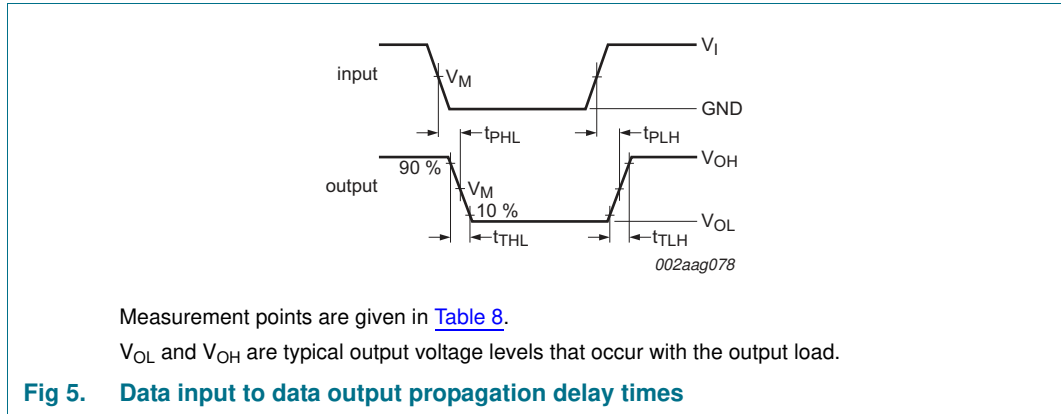 V_I
input
V_M
GND
t_PHL
t_PLH
V_OH
90 %
output
V_M
10 %
V_OL
t_THL
t_TLH
002aag078
Measurement points are given in Table 8.
V_OL and V_OH are typical output voltage levels that occur with the output load.
Fig 5. Data input to data output propagation delay times